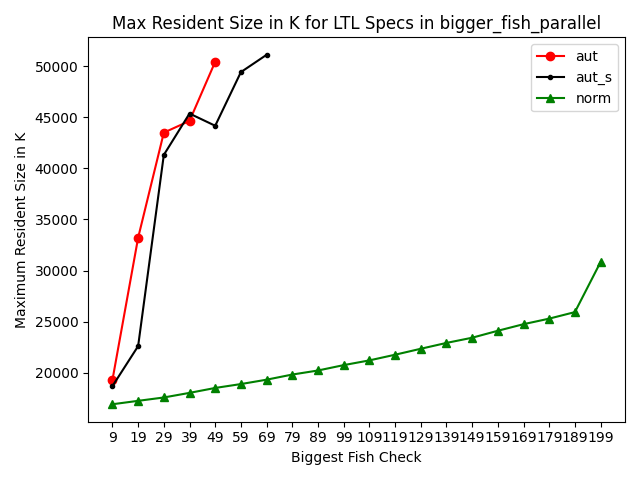 Max Resident Size in K for LTL Specs in bigger_fish_parallel
aut
aut_s
norm
Maximum Resident Size in K
50000
45000
40000
35000
30000
25000
20000
9 19 29 39 49 59 69 79 89 99 109 119 129 139 149 159 169 179 189 199
Biggest Fish Check